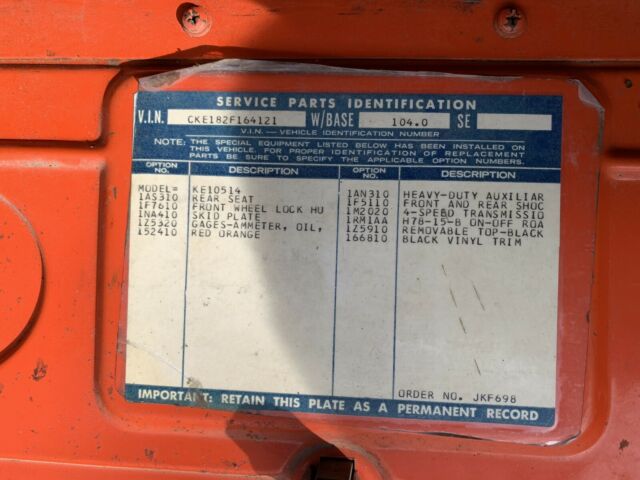 SERVICE PARTS IDENTIFICATION
V.I.N. CKE182F164121 W/BASE 104.0 SE
V.I.N. — VEHICLE IDENTIFICATION NUMBER
NOTE: THE SPECIAL EQUIPMENT LISTED BELOW HAS BEEN INSTALLED ON
THIS VEHICLE. FOR PROPER IDENTIFICATION OF REPLACEMENT
PARTS BE SURE TO SPECIFY THE APPLICABLE OPTION NUMBERS.
OPTION NO. DESCRIPTION
MODEL= KE10514
1AS310 REAR SEAT
1F7610 FRONT WHEEL LOCK HU
1NA410 SKID PLATE
1Z5320 GAGES-AMMETER, OIL,
152410 RED ORANGE
OPTION NO. DESCRIPTION
1AN310 HEAVY-DUTY AUXILIAR
1F5110 FRONT AND REAR SHOC
1M2020 4-SPEED TRANSMISSIO
1RM1AA H78-15-B ON-OFF ROA
1Z5910 REMOVABLE TOP-BLACK
166810 BLACK VINYL TRIM
ORDER NO. JKF698
IMPORTANT: RETAIN THIS PLATE AS A PERMANENT RECORD